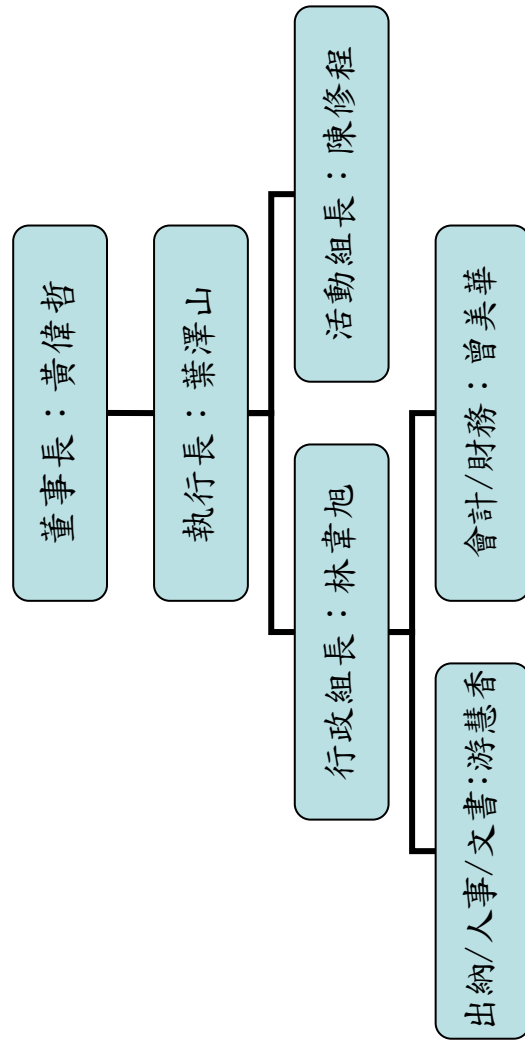 董事長：黃偉哲
執行長：葉澤山
行政組長：林韋旭
活動組長：陳修程
出納/人事/文書:游慧香
會計/財務：曾美華